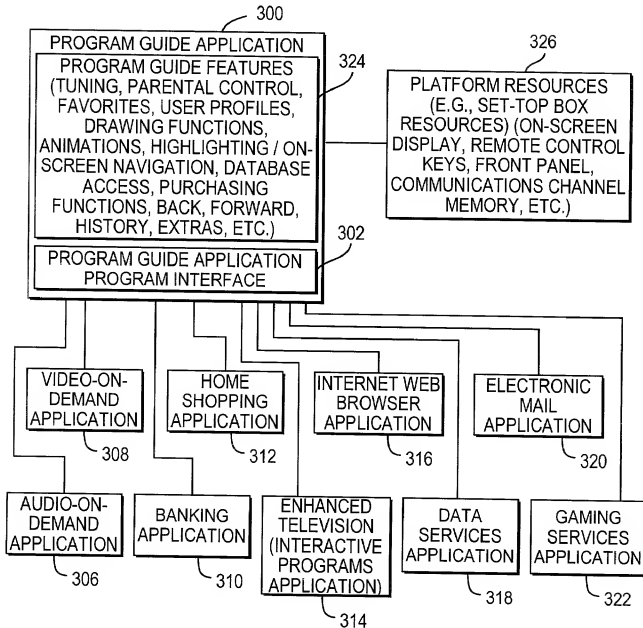 300
PROGRAM GUIDE APPLICATION
PROGRAM GUIDE FEATURES
(TUNING, PARENTAL CONTROL,
FAVORITES, USER PROFILES,
DRAWING FUNCTIONS,
ANIMATIONS, HIGHLIGHTING / ON-
SCREEN NAVIGATION, DATABASE
ACCESS, PURCHASING
FUNCTIONS, BACK, FORWARD,
HISTORY, EXTRAS, ETC.)
324
326
PLATFORM RESOURCES
(E.G., SET-TOP BOX
RESOURCES) (ON-SCREEN
DISPLAY, REMOTE CONTROL
KEYS, FRONT PANEL,
COMMUNICATIONS CHANNEL
MEMORY, ETC.)
302
PROGRAM GUIDE APPLICATION
PROGRAM INTERFACE
VIDEO-ON-
DEMAND
APPLICATION
308
HOME
SHOPPING
APPLICATION
312
INTERNET WEB
BROWSER
APPLICATION
316
ELECTRONIC
MAIL
APPLICATION
320
AUDIO-ON-
DEMAND
APPLICATION
306
BANKING
APPLICATION
310
ENHANCED
TELEVISION
(INTERACTIVE
PROGRAMS
APPLICATION)
314
DATA
SERVICES
APPLICATION
318
GAMING
SERVICES
APPLICATION
322